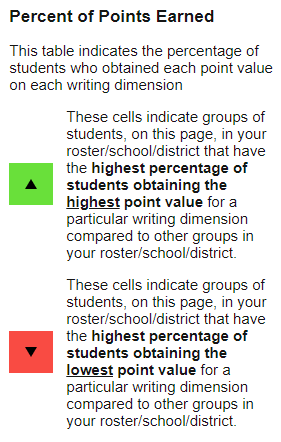 Percent of Points Earned
This table indicates the percentage of
students who obtained each point value
on each writing dimension
These cells indicate groups of
students, on this page, in your
roster/school/district that have
the highest percentage of
students obtaining the
highest point value for a
particular writing dimension
compared to other groups in
your roster/school/district.
These cells indicate groups of
students, on this page, in your
roster/school/district that have
the highest percentage of
students obtaining the
lowest point value for a
particular writing dimension
compared to other groups in
your roster/school/district.